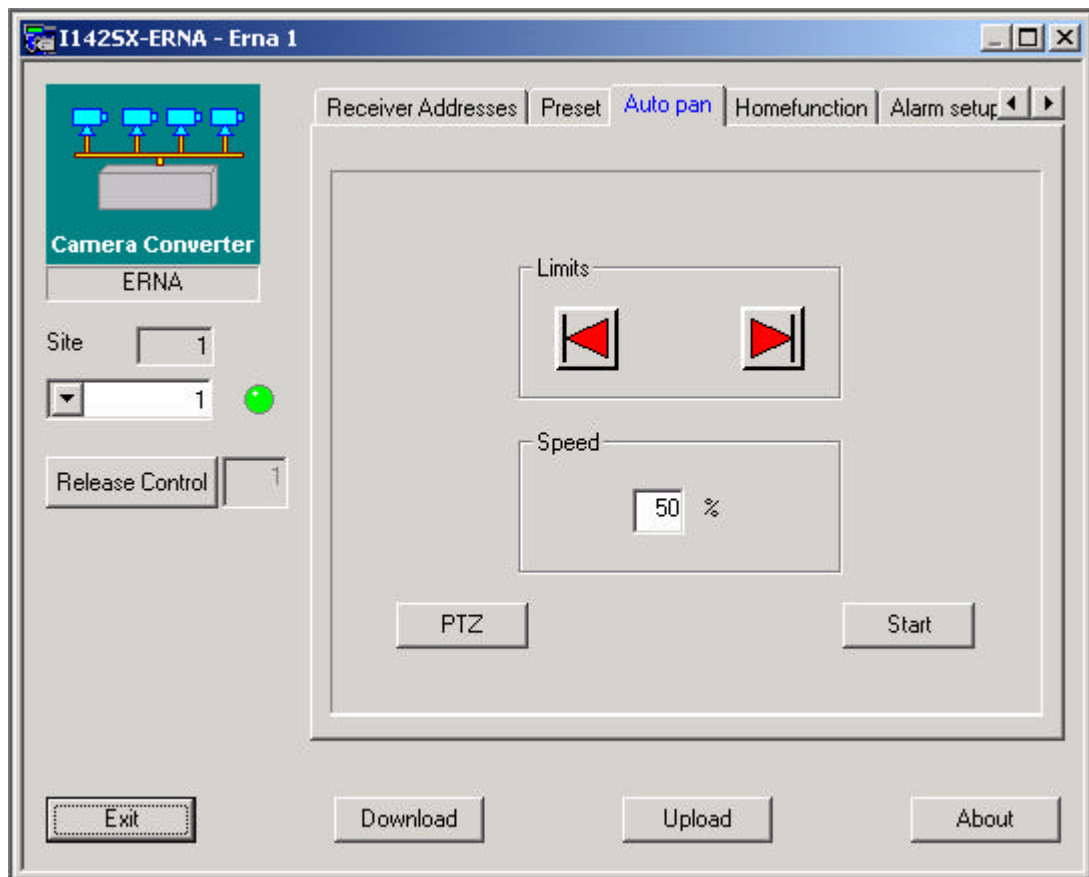 I142SX-ERNA - Erna 1
Camera Converter
ERNA
Site 1
1
Release Control 1
Receiver Addresses Preset Auto pan Homefunction Alarm setup
Limits
Speed
50 %
PTZ Start
Exit Download Upload About